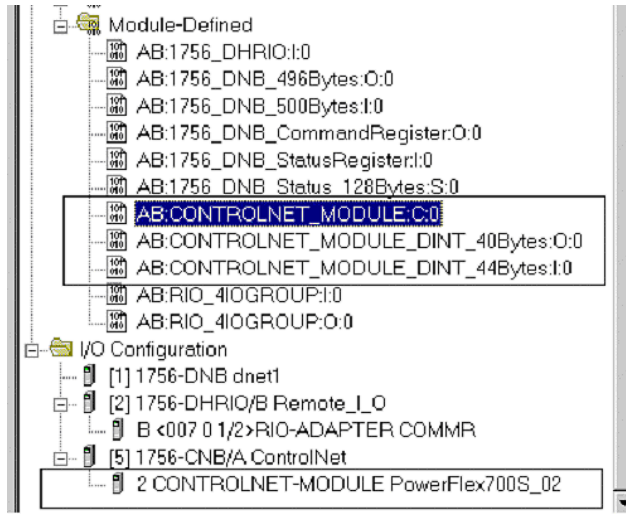 Module-Defined
AB:1756_DHRIO:I:0
AB:1756_DNB_496Bytes:O:0
AB:1756_DNB_500Bytes:I:0
AB:1756_DNB_CommandRegister:O:0
AB:1756_DNB_StatusRegister:I:0
AB:1756_DNB_Status_128Bytes:S:0
AB:CONTROLNET_MODULE:C:0
AB:CONTROLNET_MODULE_DINT_40Bytes:O:0
AB:CONTROLNET_MODULE_DINT_44Bytes:I:0
AB:RIO_4IOGROUP:I:0
AB:RIO_4IOGROUP:O:0
I/O Configuration
[1] 1756-DNB dnet1
[2] 1756-DHRIO/B Remote_I_O
B <007 0 1/2>RIO-ADAPTER COMMR
[5] 1756-CNB/A ControlNet
2 CONTROLNET-MODULE PowerFlex700S_02